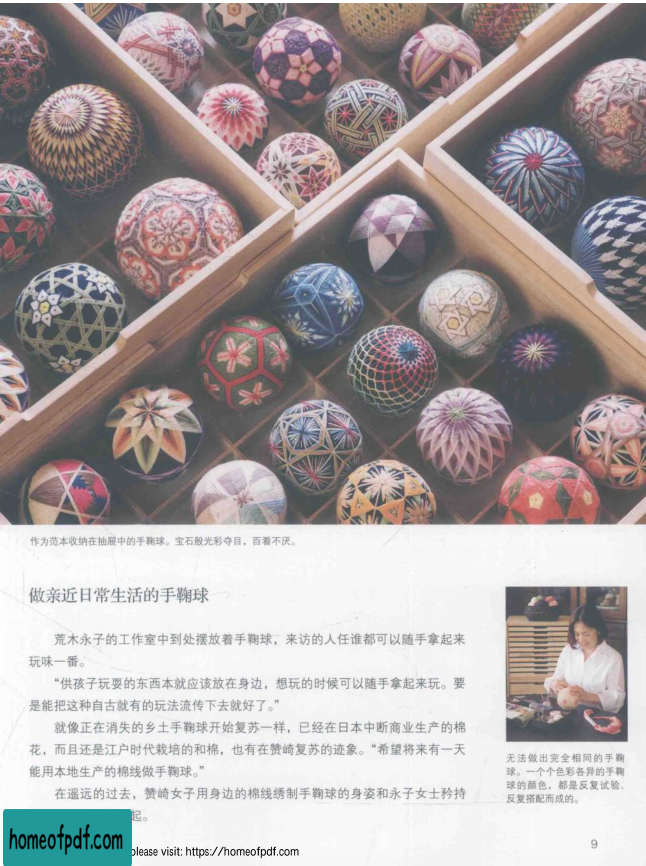 作为范本收纳在抽屉中的手鞠球。宝石般光彩夺目，百看不厌。
做亲近日常生活的手鞠球
荒木永子的工作室中到处摆放着手鞠球，来访的人任谁都可以随手拿起来
玩味一番。
“供孩子玩耍的东西本就应该放在身边，想玩的时候可以随手拿起来玩。要
是能把这种自古就有的玩法流传下去就好了。”
就像正在消失的乡土手鞠球开始复苏一样，已经在日本中断商业生产的棉
花，而且还是江户时代栽培的和棉，也有在赞崎复苏的迹象。“希望将来有一天
能用本地生产的棉线做手鞠球。”
在遥远的过去，赞崎女子用身边的棉线绣制手鞠球的身姿和永子女士矜持
起。
无法做出完全相同的手鞠
球。一个个色彩各异的手鞠
球的颜色，都是反复试验、
反复搭配而成的。
9
homeofpdf.com
please visit: https://homeofpdf.com